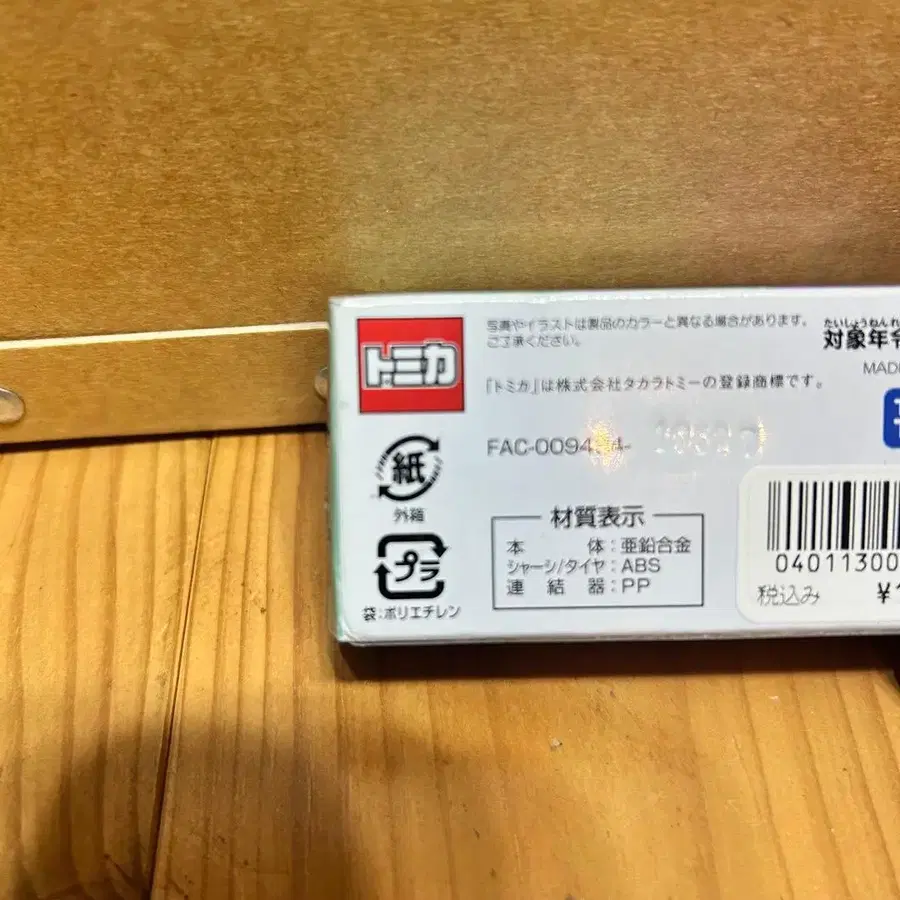 トミカ
写真やイラストは製品のカラーと異なる場合があります。
ご了承ください。
「トミカ」は株式会社タカラトミーの登録商標です。
たいしょうねんれ
対象年令
MADE
紙
外箱
プラ
袋:ポリエチレン
材質表示
本体:亜鉛合金
シャーシ/タイヤ:ABS
連結器:PP
04011300
税込み